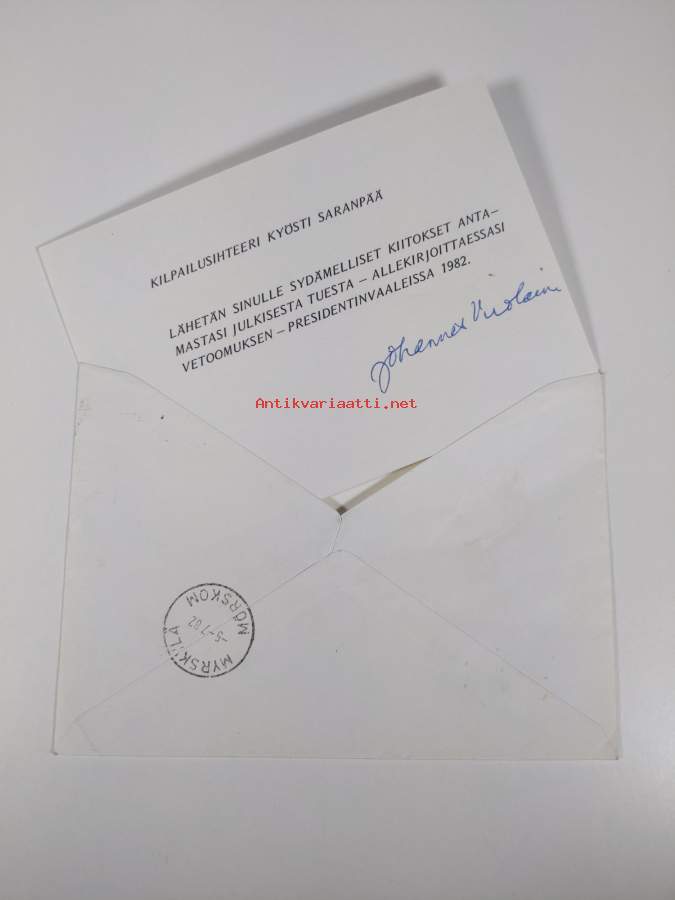 KILPAILUSIHTEERI KYÖSTI SARANPÄÄ
LÄHETÄN SINULLE SYDÄMELLISET KIITOKSET ANTA–
MASTASI JULKISESTA TUESTA – ALLEKIRJOITTAESSASI
VETOOMUKSEN – PRESIDENTINVAALEISSA 1982.
Johannes Virolainen
Antikvariaatti.net
MYRSKYLÄ
-5-7 82
MÖRSKOM